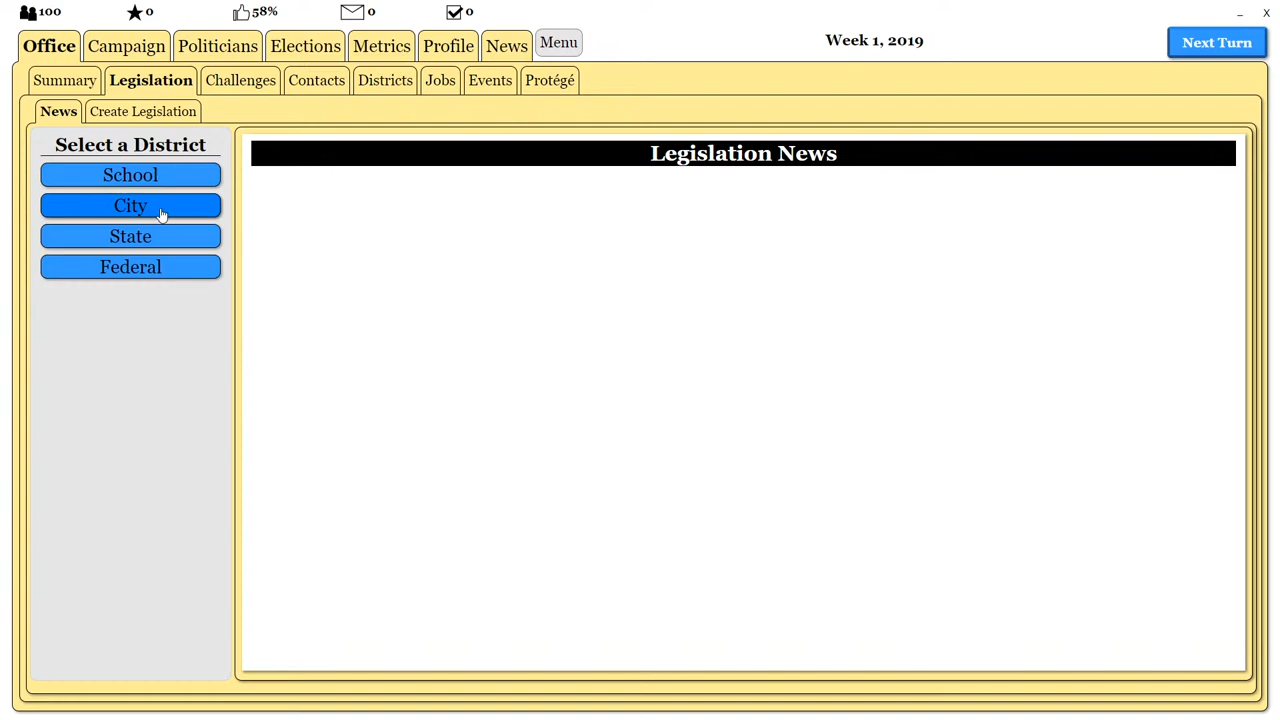 100 0 58% 0 0 _ X
Office Campaign Politicians Elections Metrics Profile News Menu Week 1, 2019 Next Turn
Summary Legislation Challenges Contacts Districts Jobs Events Protégé
News Create Legislation
Select a District
School
City
State
Federal
Legislation News